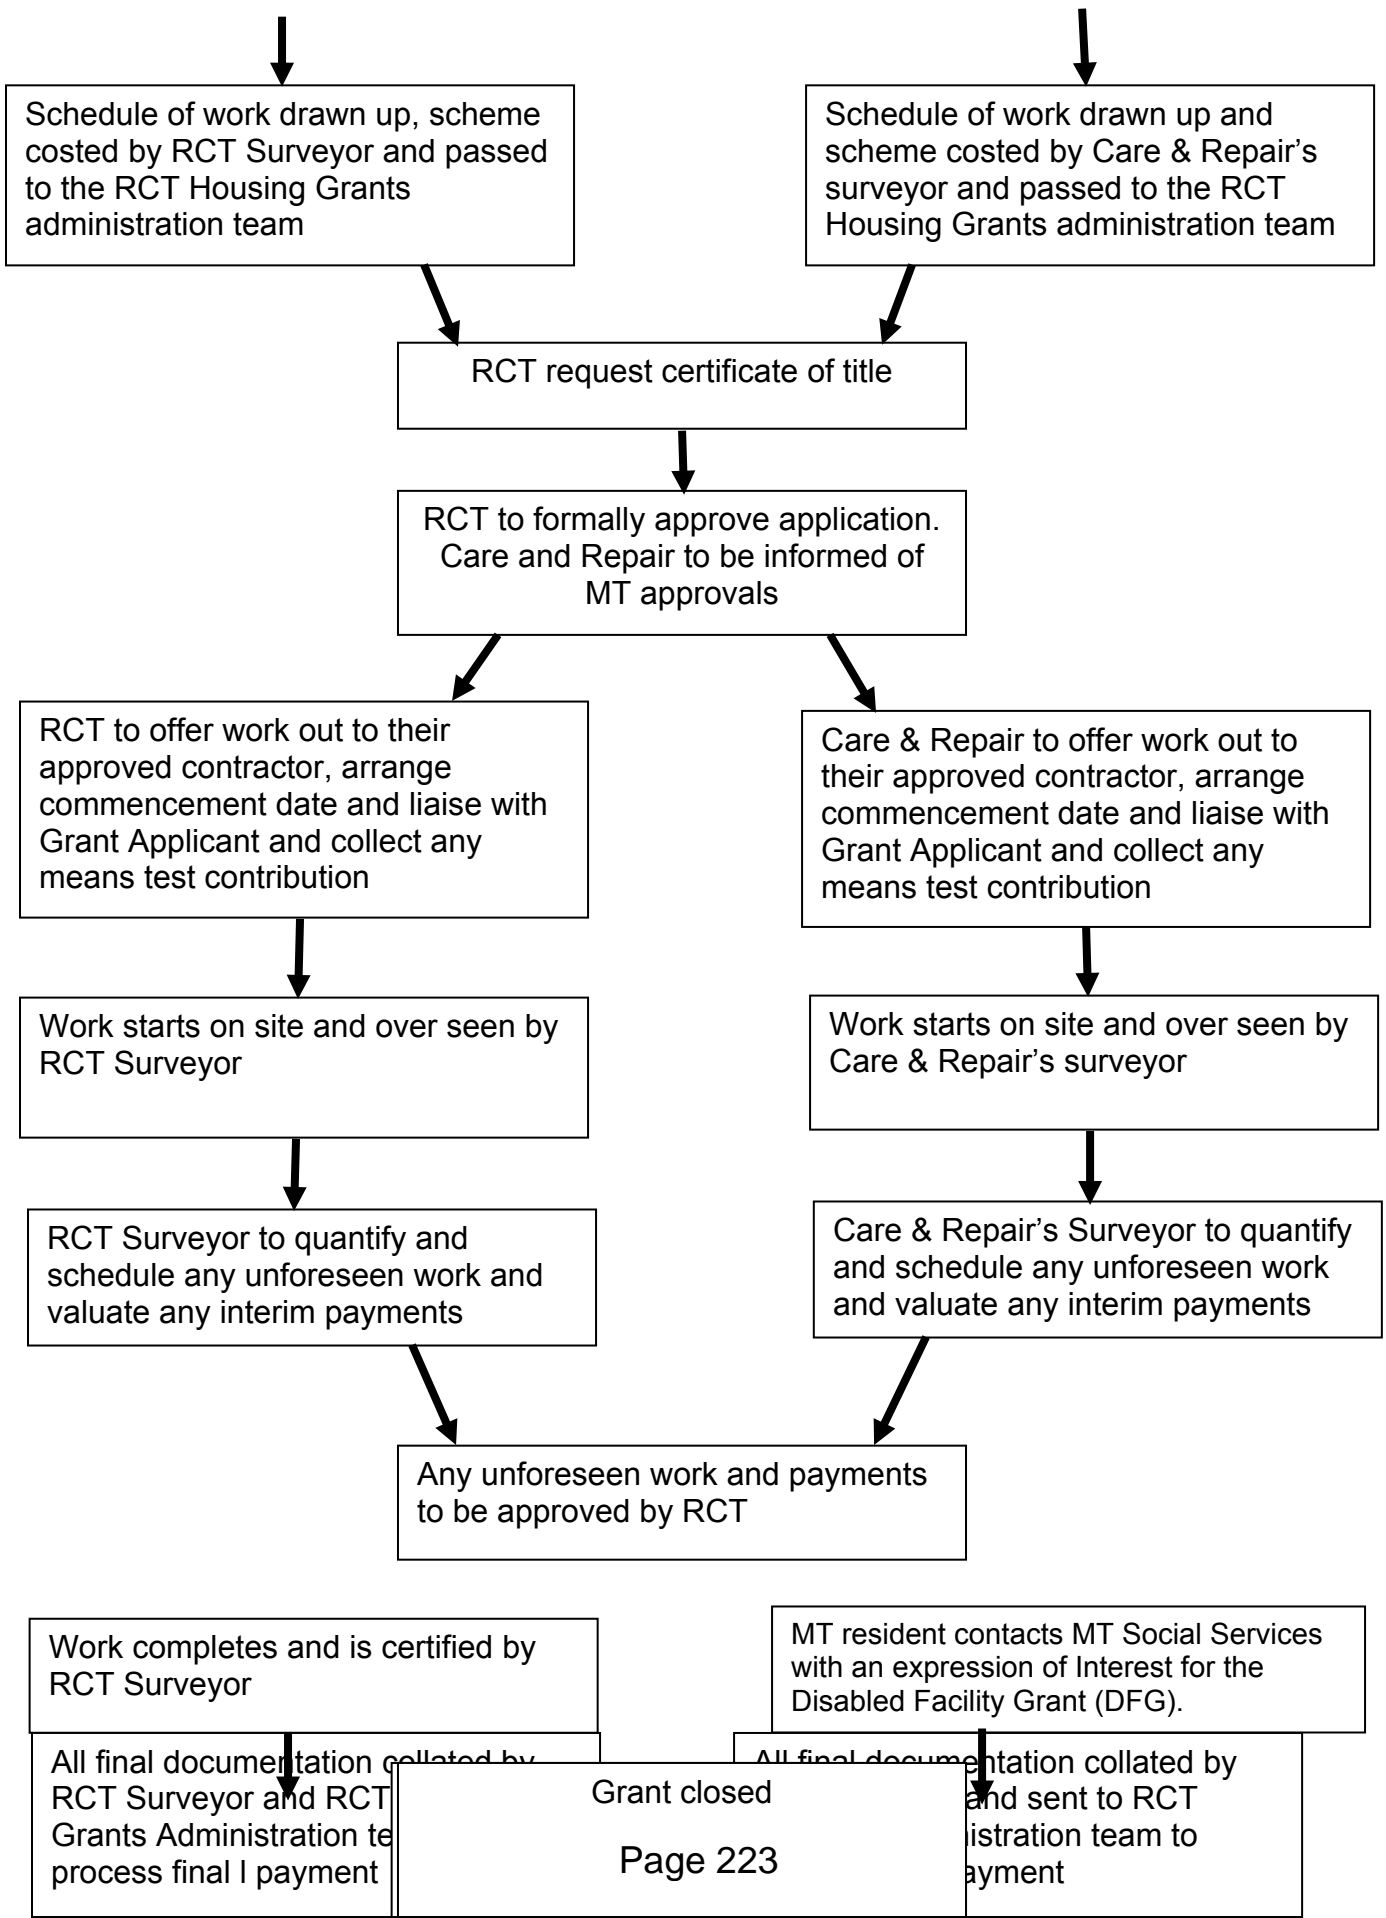 Schedule of work drawn up, scheme
costed by RCT Surveyor and passed
to the RCT Housing Grants
administration team
Schedule of work drawn up and
scheme costed by Care & Repair's
surveyor and passed to the RCT
Housing Grants administration team
RCT request certificate of title
RCT to formally approve application.
Care and Repair to be informed of
MT approvals
RCT to offer work out to their
approved contractor, arrange
commencement date and liaise with
Grant Applicant and collect any
means test contribution
Care & Repair to offer work out to
their approved contractor, arrange
commencement date and liaise with
Grant Applicant and collect any
means test contribution
Work starts on site and over seen by
RCT Surveyor
Work starts on site and over seen by
Care & Repair's surveyor
RCT Surveyor to quantify and
schedule any unforeseen work and
valuate any interim payments
Care & Repair's Surveyor to quantify
and schedule any unforeseen work
and valuate any interim payments
Any unforeseen work and payments
to be approved by RCT
Work completes and is certified by
RCT Surveyor
MT resident contacts MT Social Services
with an expression of Interest for the
Disabled Facility Grant (DFG).
All final documentation collated by
RCT Surveyor and RCT
Grants Administration
process final l payment
All final documentation collated by
and sent to RCT
team to
Grant closed
Page 223